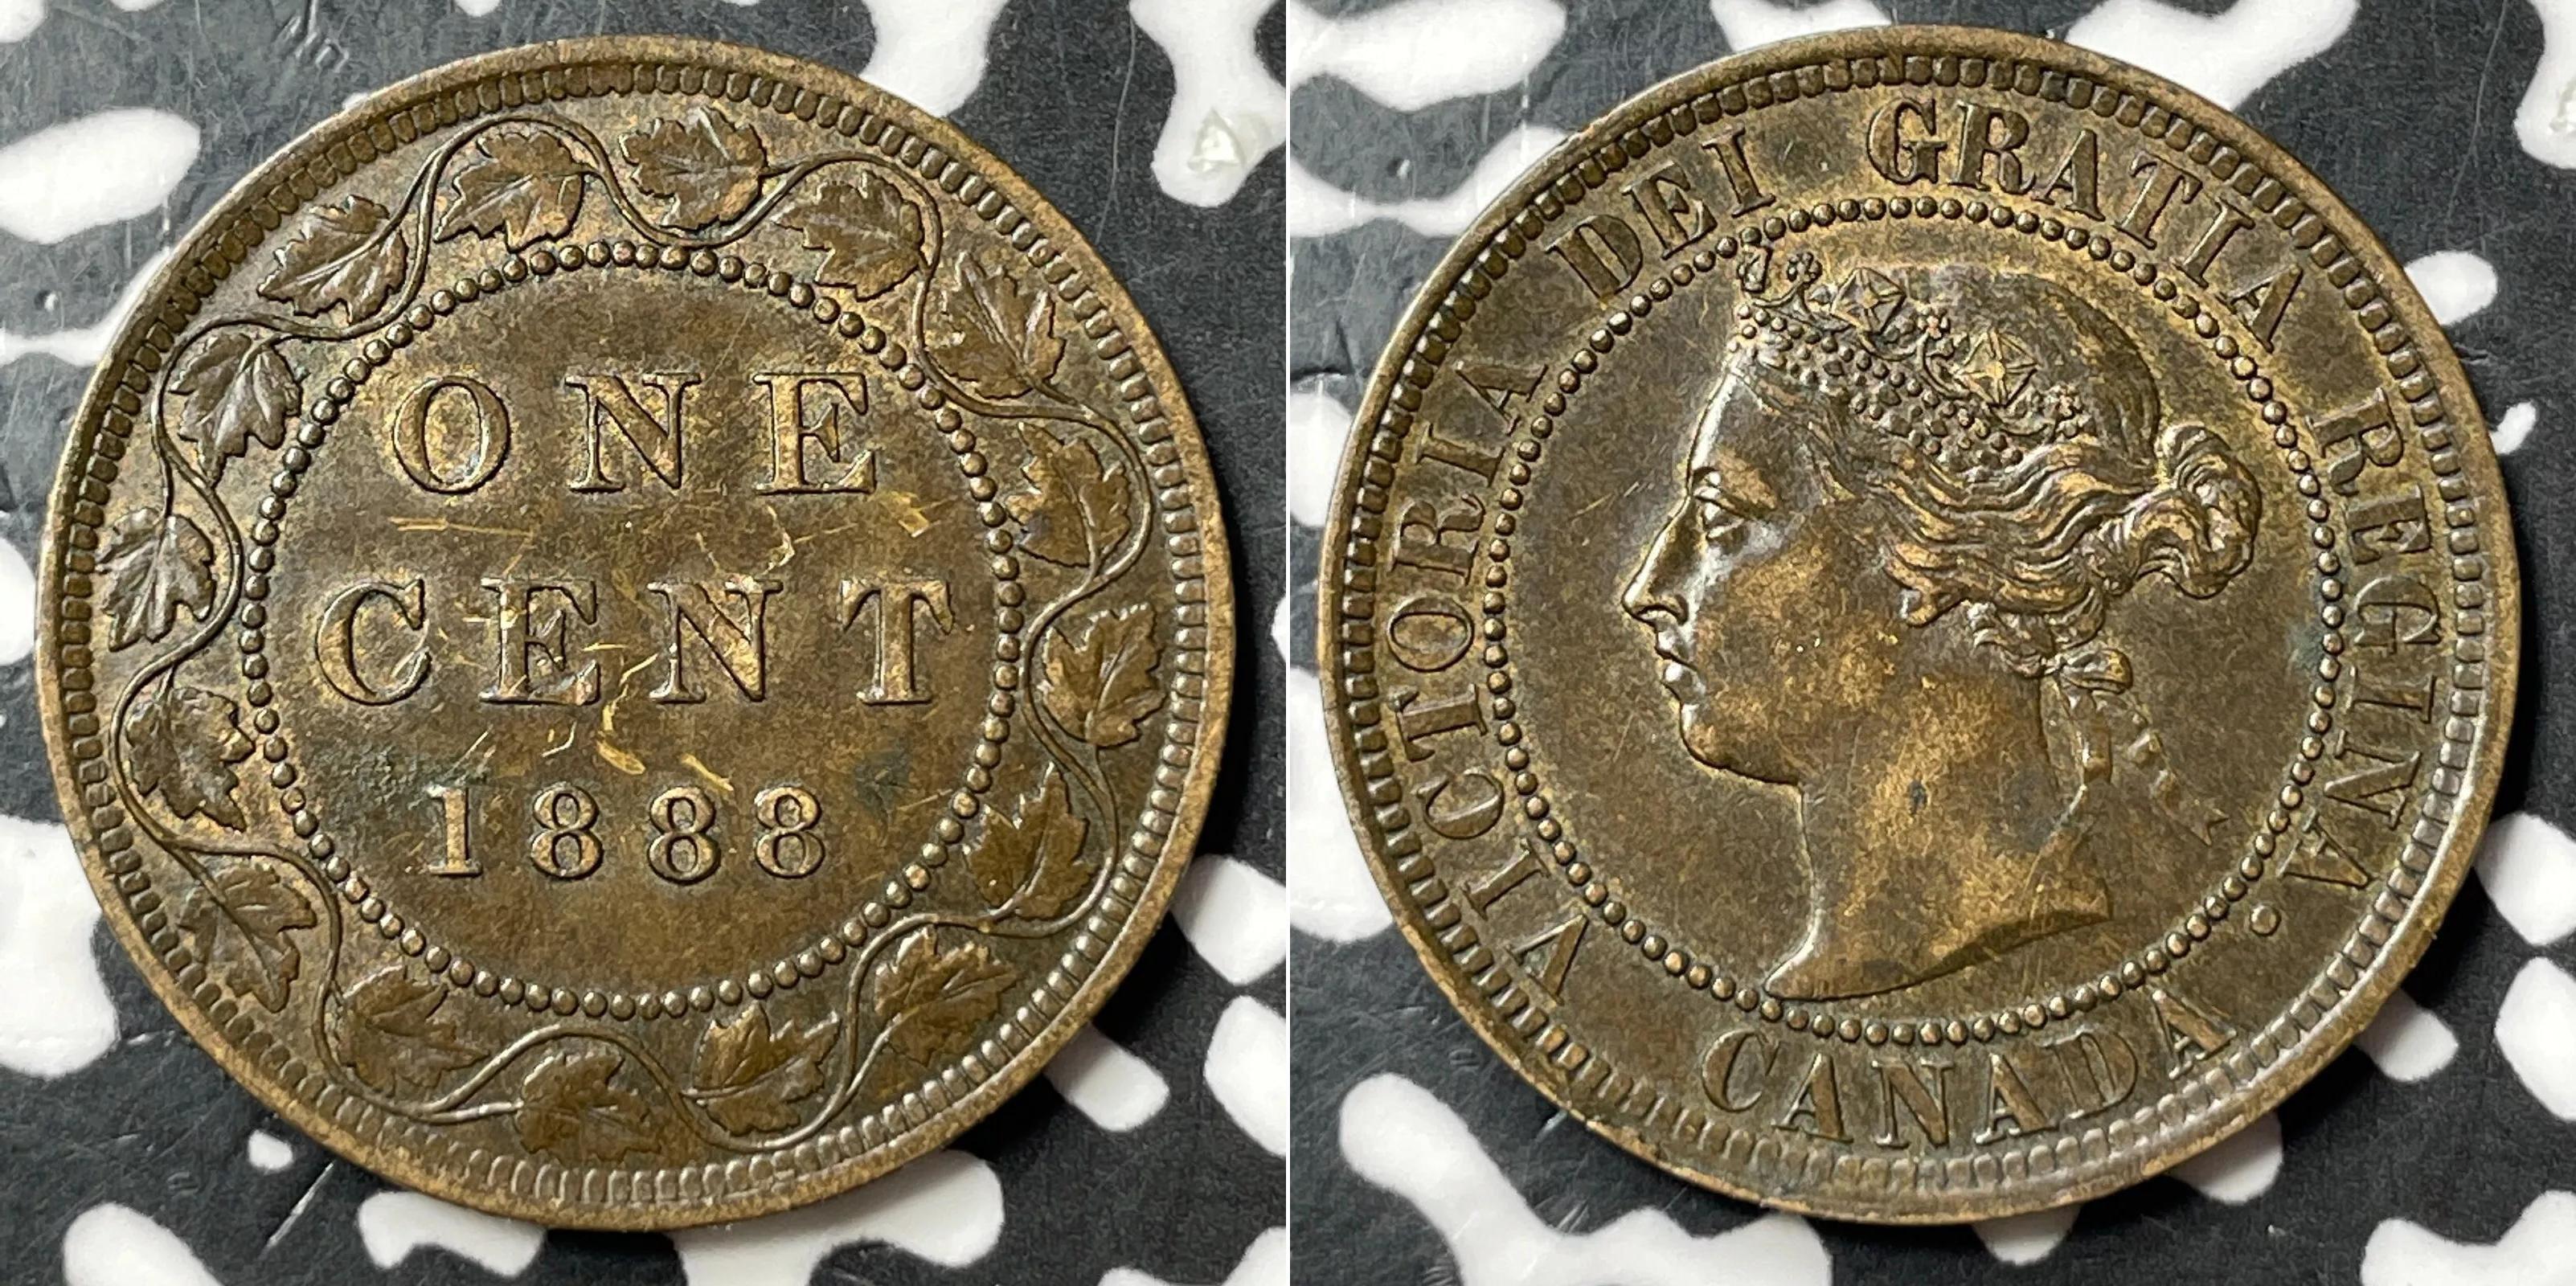 ONE
CENT
1888
VICTORIA DEI GRATIA REGINA.
CANADA